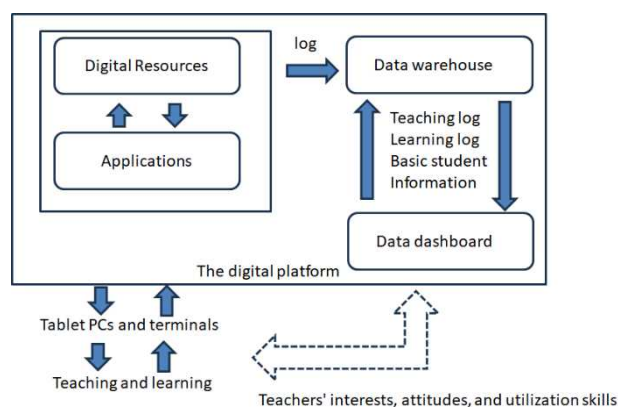 Digital Resources
Applications
log
Data warehouse
Teaching log
Learning log
Basic student
Information
Data dashboard
The digital platform
Tablet PCs and terminals
Teaching and learning
Teachers' interests, attitudes, and utilization skills